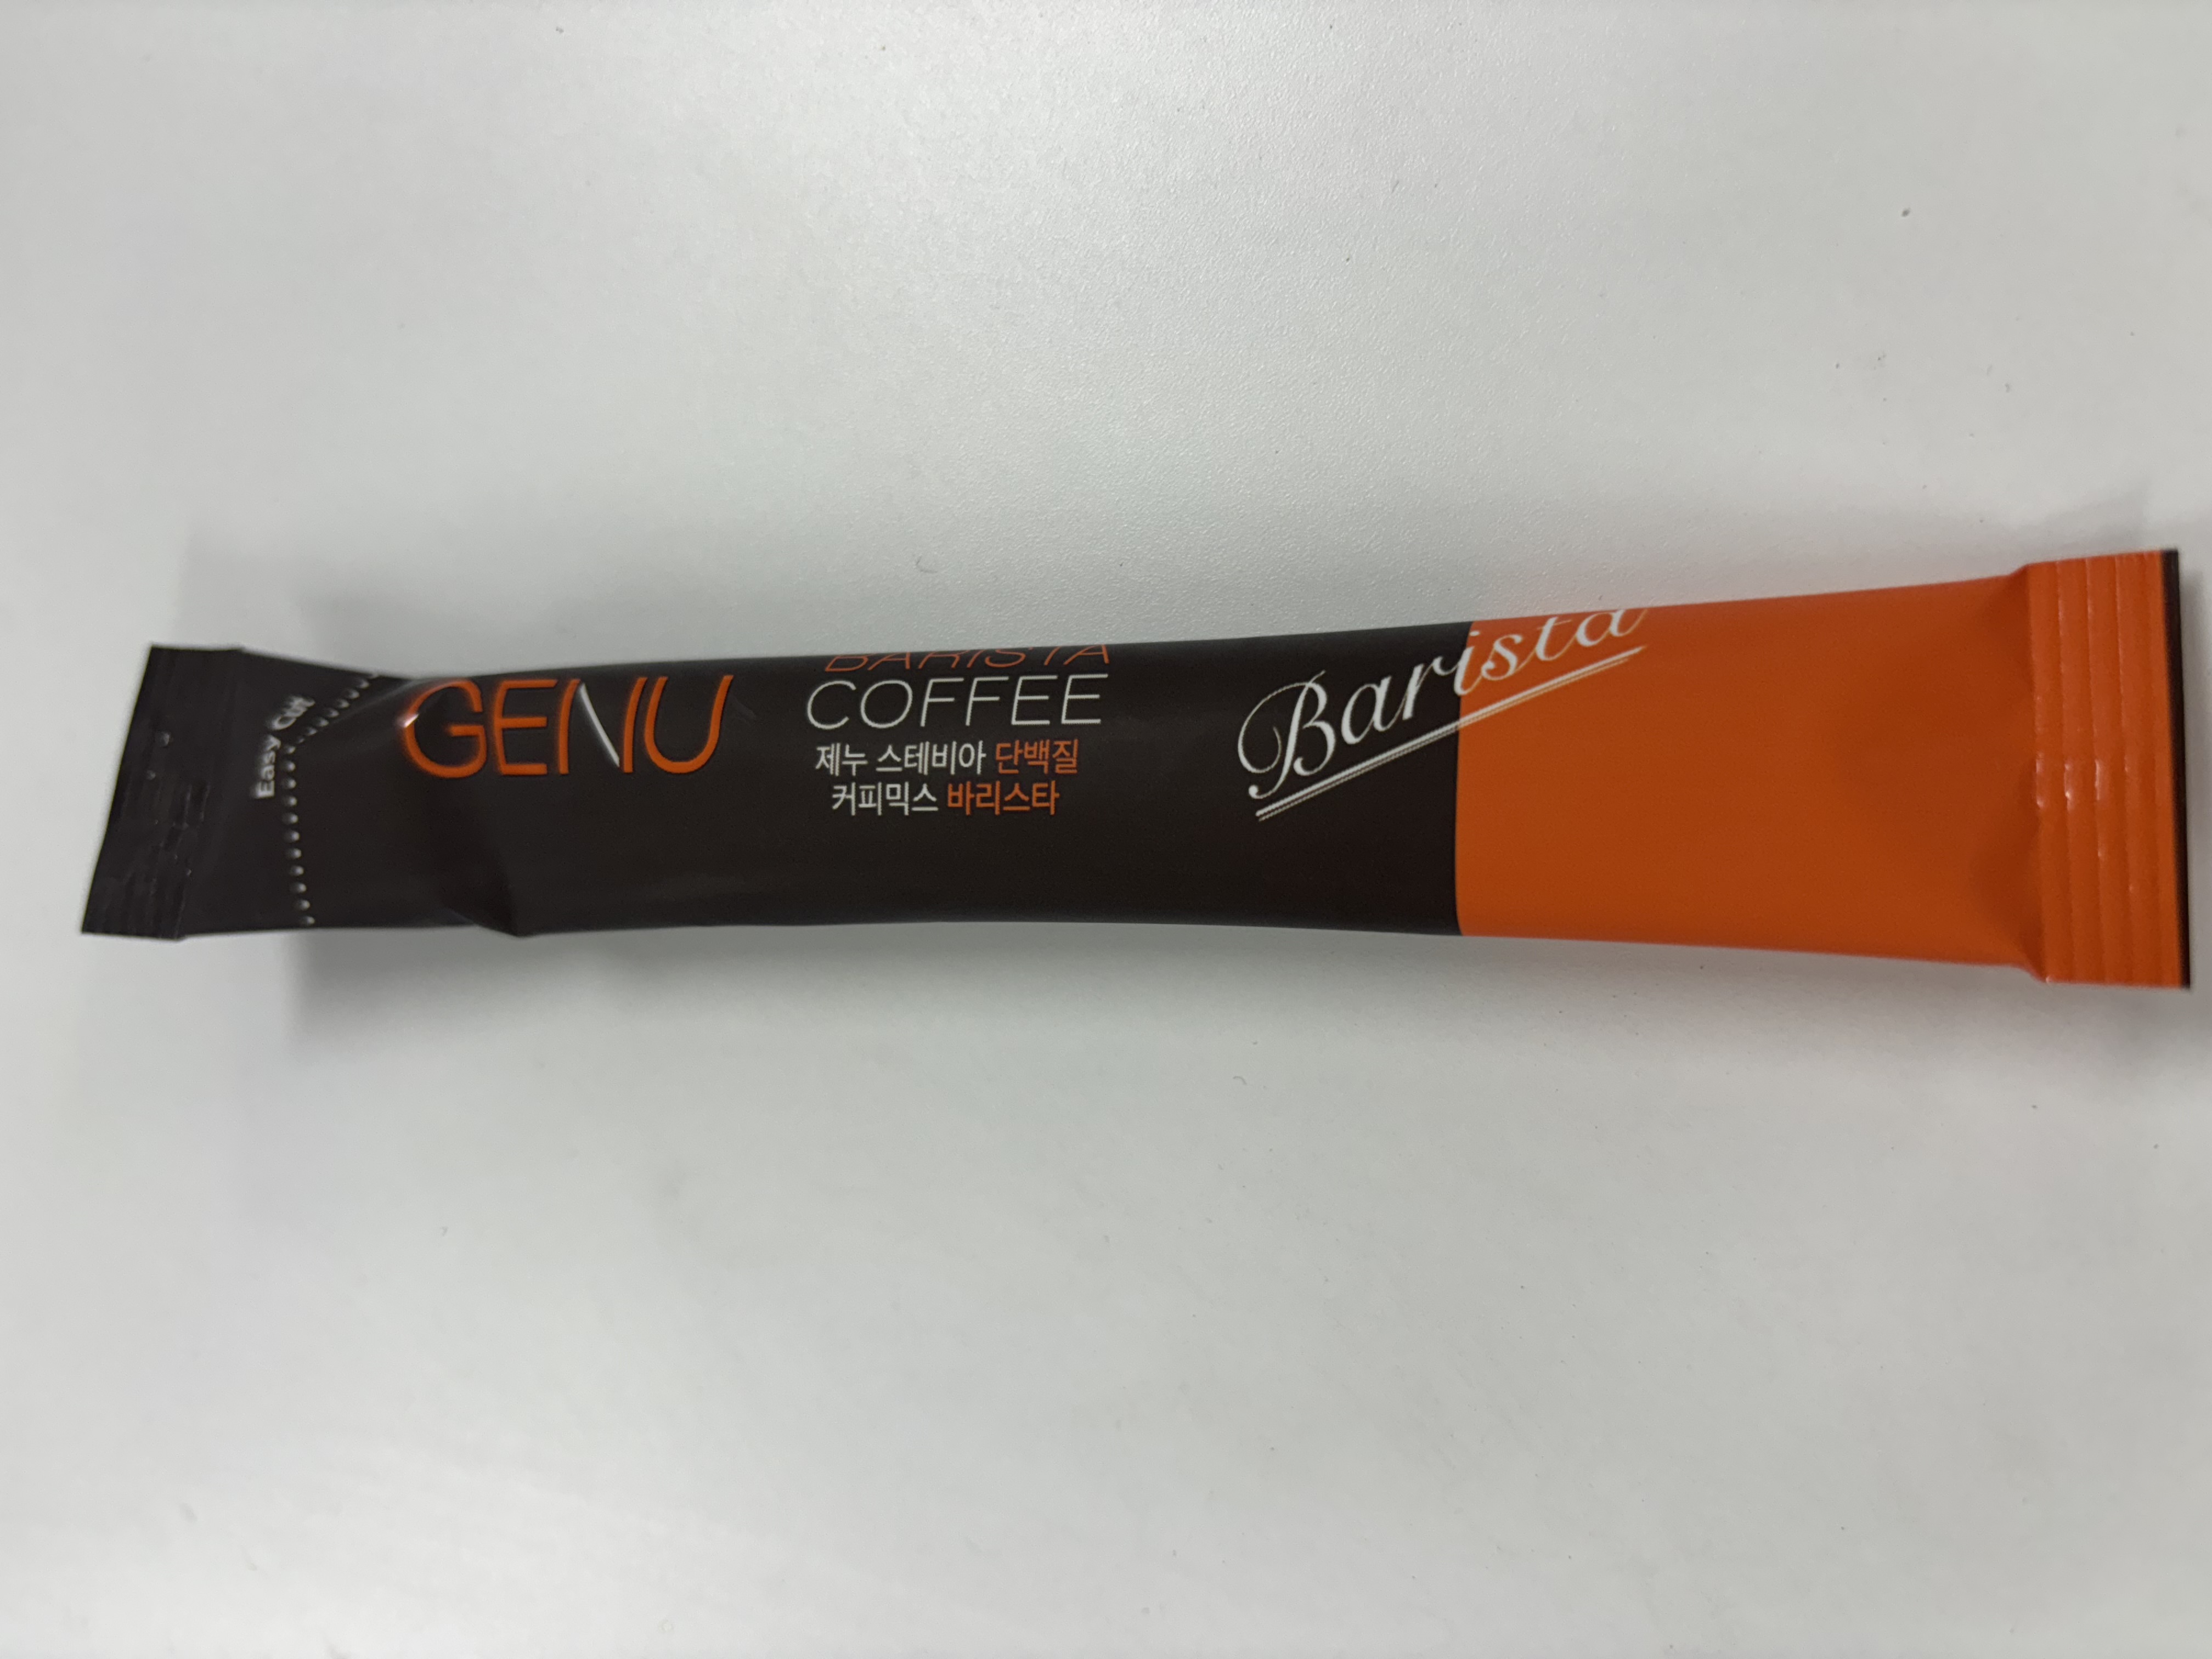 Easy Cut
GENU
BARISTA
COFFEE
제누 스테비아 단백질
커피믹스 바리스타
Barista